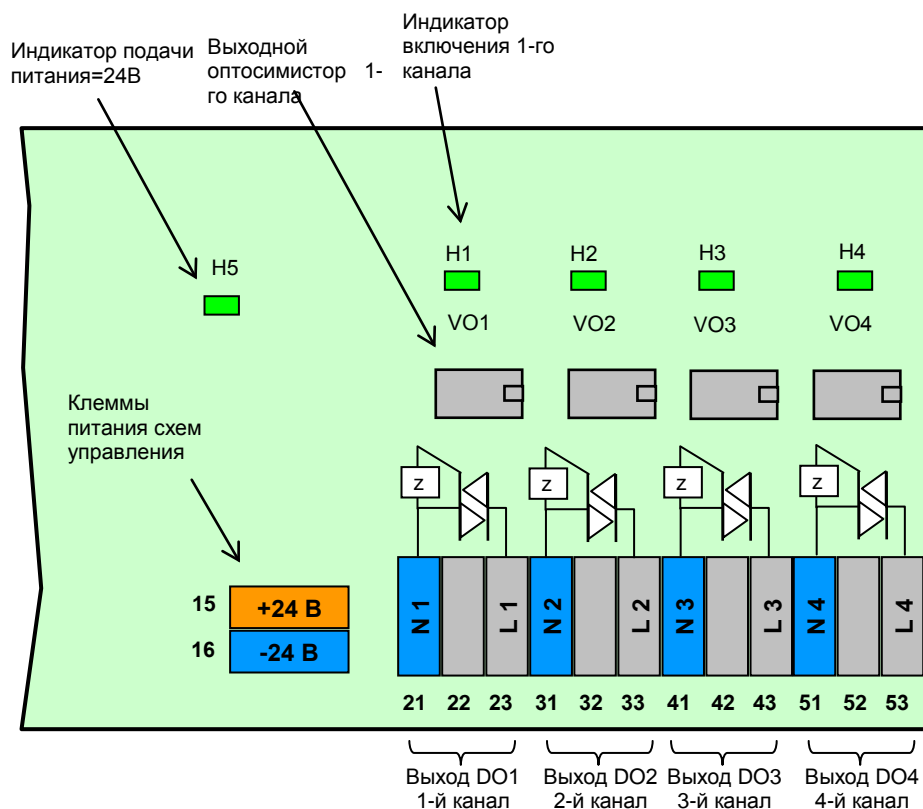 Индикатор подачи
питания=24В
Выходной
оптосимистор 1-
го канала
Индикатор
включения 1-го
канала
H5
H1
H2
H3
H4
VO1
VO2
VO3
VO4
Клеммы
питания схем
управления
z
z
z
z
15
+24 В
16
-24 В
N 1
L 1
N 2
L 2
N 3
L 3
N 4
L 4
21 22 23 31 32 33 41 42 43 51 52 53
Выход DO1
1-й канал
Выход DO2
2-й канал
Выход DO3
3-й канал
Выход DO4
4-й канал